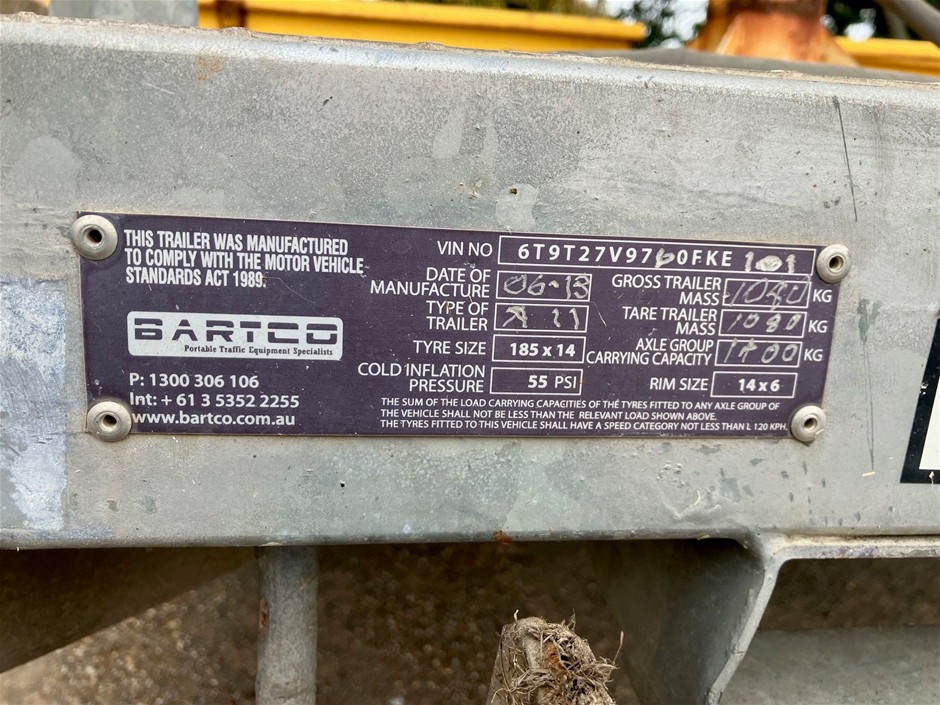 THIS TRAILER WAS MANUFACTURED
TO COMPLY WITH THE MOTOR VEHICLE
STANDARDS ACT 1989.
BARTCO
Portable Traffic Equipment Specialists
P: 1300 306 106
Int: + 61 3 5352 2255
www.bartco.com.au
VIN NO 6T9T27V9760FKE101
DATE OF
MANUFACTURE 06-13
TYPE OF
TRAILER
TYRE SIZE 185 x 14
COLD INFLATION
PRESSURE 55 PSI
GROSS TRAILER
MASS 1080 KG
TARE TRAILER
MASS 1080 KG
AXLE GROUP
CARRYING CAPACITY KG
RIM SIZE 14 x 6
THE SUM OF THE LOAD CARRYING CAPACITIES OF THE TYRES FITTED TO ANY AXLE GROUP OF
THE VEHICLE SHALL NOT BE LESS THAN THE RELEVANT LOAD SHOWN ABOVE.
THE TYRES FITTED TO THIS VEHICLE SHALL HAVE A SPEED CATEGORY NOT LESS THAN L 120 KPH.